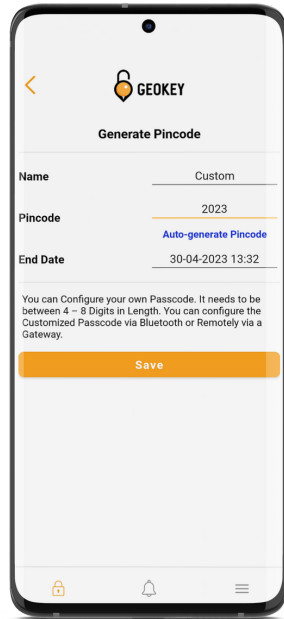 GEOKEY
Generate Pincode
Name Custom
Pincode 2023
Auto-generate Pincode
End Date 30-04-2023 13:32
You can Configure your own Passcode. It needs to be
between 4 – 8 Digits in Length. You can configure the
Customized Passcode via Bluetooth or Remotely via a
Gateway.
Save